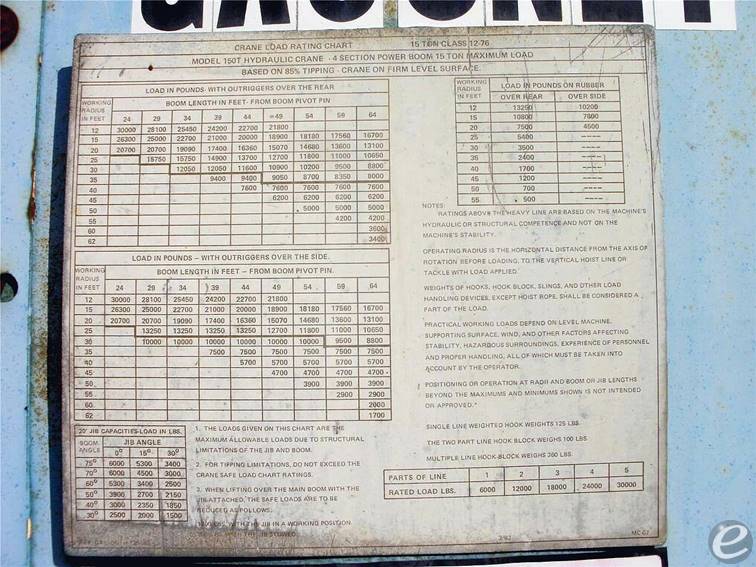 GASCONET
CRANE LOAD RATING CHART 15 TON CLASS 12-76
MODEL 150T HYDRAULIC CRANE - 4 SECTION POWER BOOM 15 TON MAXIMUM LOAD
BASED ON 85% TIPPING - CRANE ON FIRM LEVEL SURFACE.
LOAD IN POUNDS - WITH OUTRIGGERS OVER THE REAR
WORKING RADIUS IN FEET
BOOM LENGTH IN FEET - FROM BOOM PIVOT PIN
24 29 34 39 44 49 54 59 64
12 30000 28100 25450 24200 22700 21800
15 26300 25000 22700 21000 20000 18900 18180 17560 16700
20 20700 20700 19090 17400 16360 15070 14680 13600 13100
25 15750 15750 14900 13700 12700 11800 11000 10650
30 12050 12050 11600 10900 10200 9500 8800
35 9400 9400 9050 8700 8350 8000
40 7600 7600 7600 7600 7600
45 6200 6200 6200 6200
50 5000 5000 5000
55 4200 4200
60 3600
62 3400
LOAD IN POUNDS - WITH OUTRIGGERS OVER THE SIDE.
WORKING RADIUS IN FEET
BOOM LENGTH IN FEET - FROM BOOM PIVOT PIN.
24 29 34 39 44 49 54 59 64
12 30000 28100 25450 24200 22700 21800
15 26300 25000 22700 21000 20000 18900 18180 17560 16700
20 20700 20700 19090 17400 16360 15070 14680 13600 13100
25 13250 13250 13250 13250 12700 11800 11000 10650
30 10000 10000 10000 10000 10000 10000 9500 8800
35 7500 7500 7500 7500 7500 7500
40 5700 5700 5700 5700 5700
45 4700 4700 4700 4700
50 3900 3900 3900
55 2900 2900
60 2000
62 1700
20' JIB CAPACITIES-LOAD IN LBS.
BOOM ANGLE
JIB ANGLE
0° 15° 30°
75° 6000 5300 3400
70° 6000 4500 3000
60° 5300 3400 2500
50° 3900 2700 2150
40° 3000 2350 1850
30° 2500 2000 1500
1. THE LOADS GIVEN ON THIS CHART ARE THE
MAXIMUM ALLOWABLE LOADS DUE TO STRUCTURAL
LIMITATIONS OF THE JIB AND BOOM.
2. FOR TIPPING LIMITATIONS, DO NOT EXCEED THE
CRANE SAFE LOAD CHART RATINGS.
3. WHEN LIFTING OVER THE MAIN BOOM WITH THE
JIB ATTACHED, THE SAFE LOADS ARE TO BE
REDUCED AS FOLLOWS:
WITH THE JIB IN A WORKING POSITION
WITH THE JIB STOWED.
WORKING RADIUS IN FEET
LOAD IN POUNDS ON RUBBER
OVER REAR OVER SIDE
12 13250 10200
15 10800 7800
20 7500 4500
25 5400 ----
30 3500 ----
35 2400 ----
40 1700 ----
45 1200 ----
50 700 ----
55 500 ----
NOTES:
RATINGS ABOVE THE HEAVY LINE ARE BASED ON THE MACHINE'S
HYDRAULIC OR STRUCTURAL COMPETENCE AND NOT ON THE
MACHINE'S STABILITY.
OPERATING RADIUS IS THE HORIZONTAL DISTANCE FROM THE AXIS OF
ROTATION BEFORE LOADING, TO THE VERTICAL HOIST LINE OR
TACKLE WITH LOAD APPLIED.
WEIGHTS OF HOOKS, HOOK BLOCK, SLINGS, AND OTHER LOAD
HANDLING DEVICES, EXCEPT HOIST ROPE, SHALL BE CONSIDERED A
PART OF THE LOAD.
PRACTICAL WORKING LOADS DEPEND ON LEVEL MACHINE,
SUPPORTING SURFACE, WIND, AND OTHER FACTORS AFFECTING
STABILITY, HAZARDOUS SURROUNDINGS, EXPERIENCE OF PERSONNEL
AND PROPER HANDLING, ALL OF WHICH MUST BE TAKEN INTO
ACCOUNT BY THE OPERATOR.
POSITIONING OR OPERATION AT RADII AND BOOM OR JIB LENGTHS
BEYOND THE MAXIMUMS AND MINIMUMS SHOWN IS NOT INTENDED
OR APPROVED."
SINGLE LINE WEIGHTED HOOK WEIGHTS 125 LBS.
THE TWO PART LINE HOOK BLOCK WEIGHS 100 LBS
MULTIPLE LINE HOOK-BLOCK WEIGHS 360 LBS.
PARTS OF LINE 1 2 3 4 5
RATED LOAD LBS. 6000 12000 18000 24000 30000
e